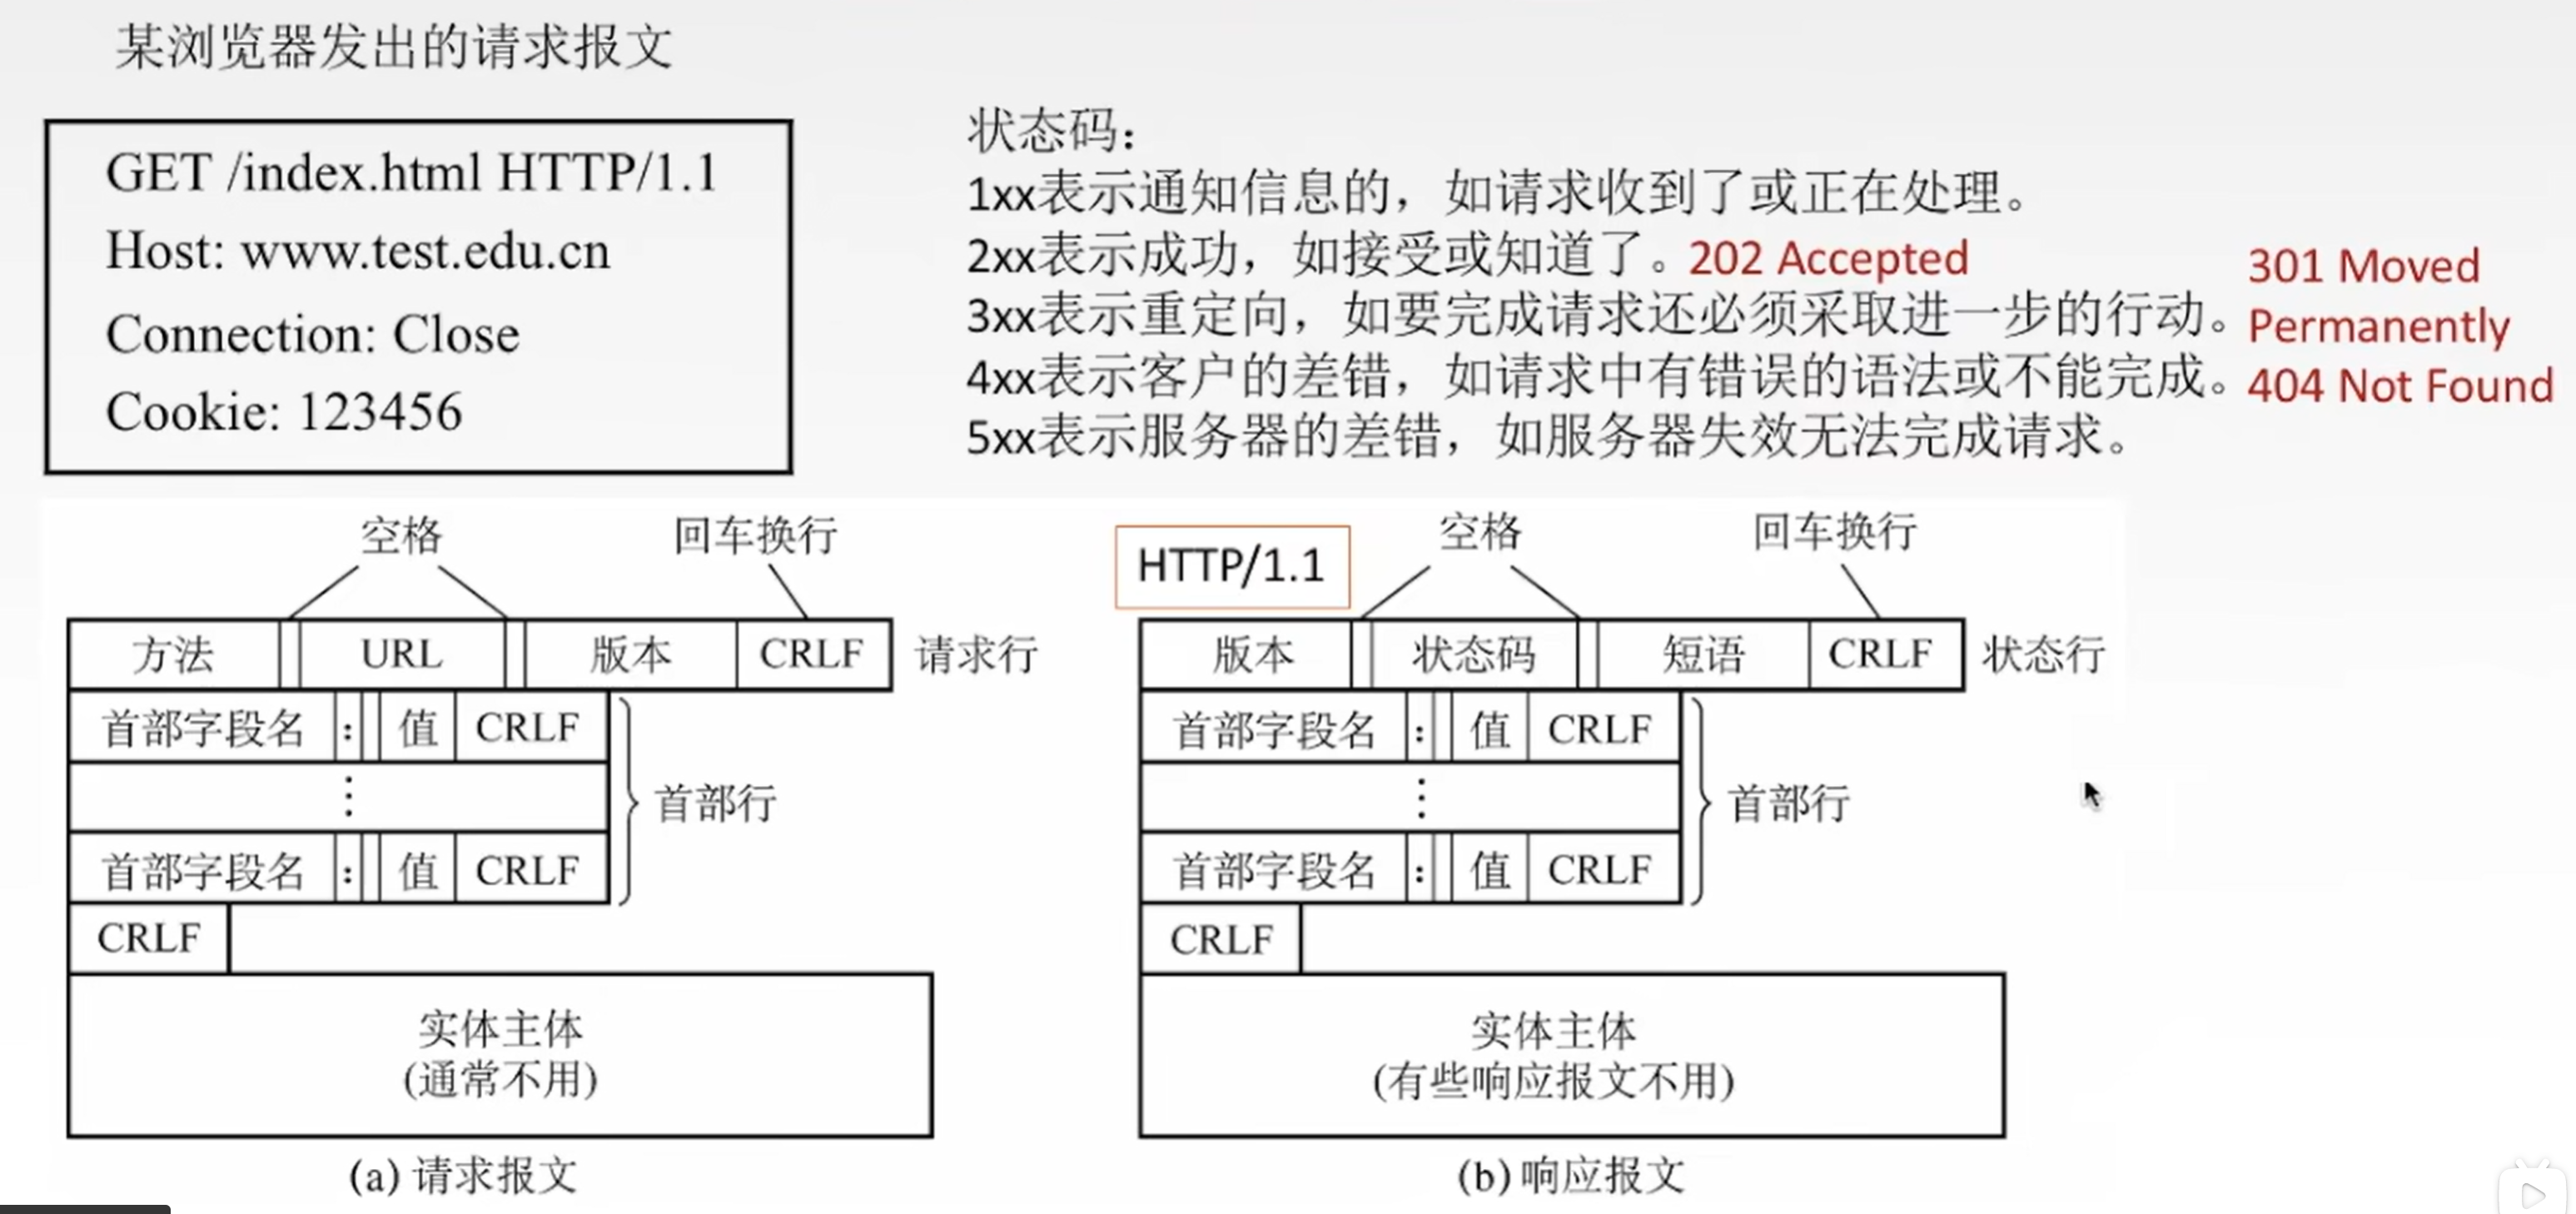 某浏览器发出的请求报文
GET /index.html HTTP/1.1
Host: www.test.edu.cn
Connection: Close
Cookie: 123456
状态码：
1xx表示通知信息的，如请求收到了或正在处理。
2xx表示成功，如接受或知道了。202 Accepted
3xx表示重定向，如要完成请求还必须采取进一步的行动。
4xx表示客户的差错，如请求中有错误的语法或不能完成。
5xx表示服务器的差错，如服务器失效无法完成请求。
301 Moved
Permanently
404 Not Found
空格 回车换行
方法 URL 版本 CRLF 请求行
首部字段名 : 值 CRLF
⋮
首部行
首部字段名 : 值 CRLF
CRLF
实体主体
(通常不用)
(a) 请求报文
HTTP/1.1
空格 回车换行
版本 状态码 短语 CRLF 状态行
首部字段名 : 值 CRLF
⋮
首部行
首部字段名 : 值 CRLF
CRLF
实体主体
(有些响应报文不用)
(b) 响应报文